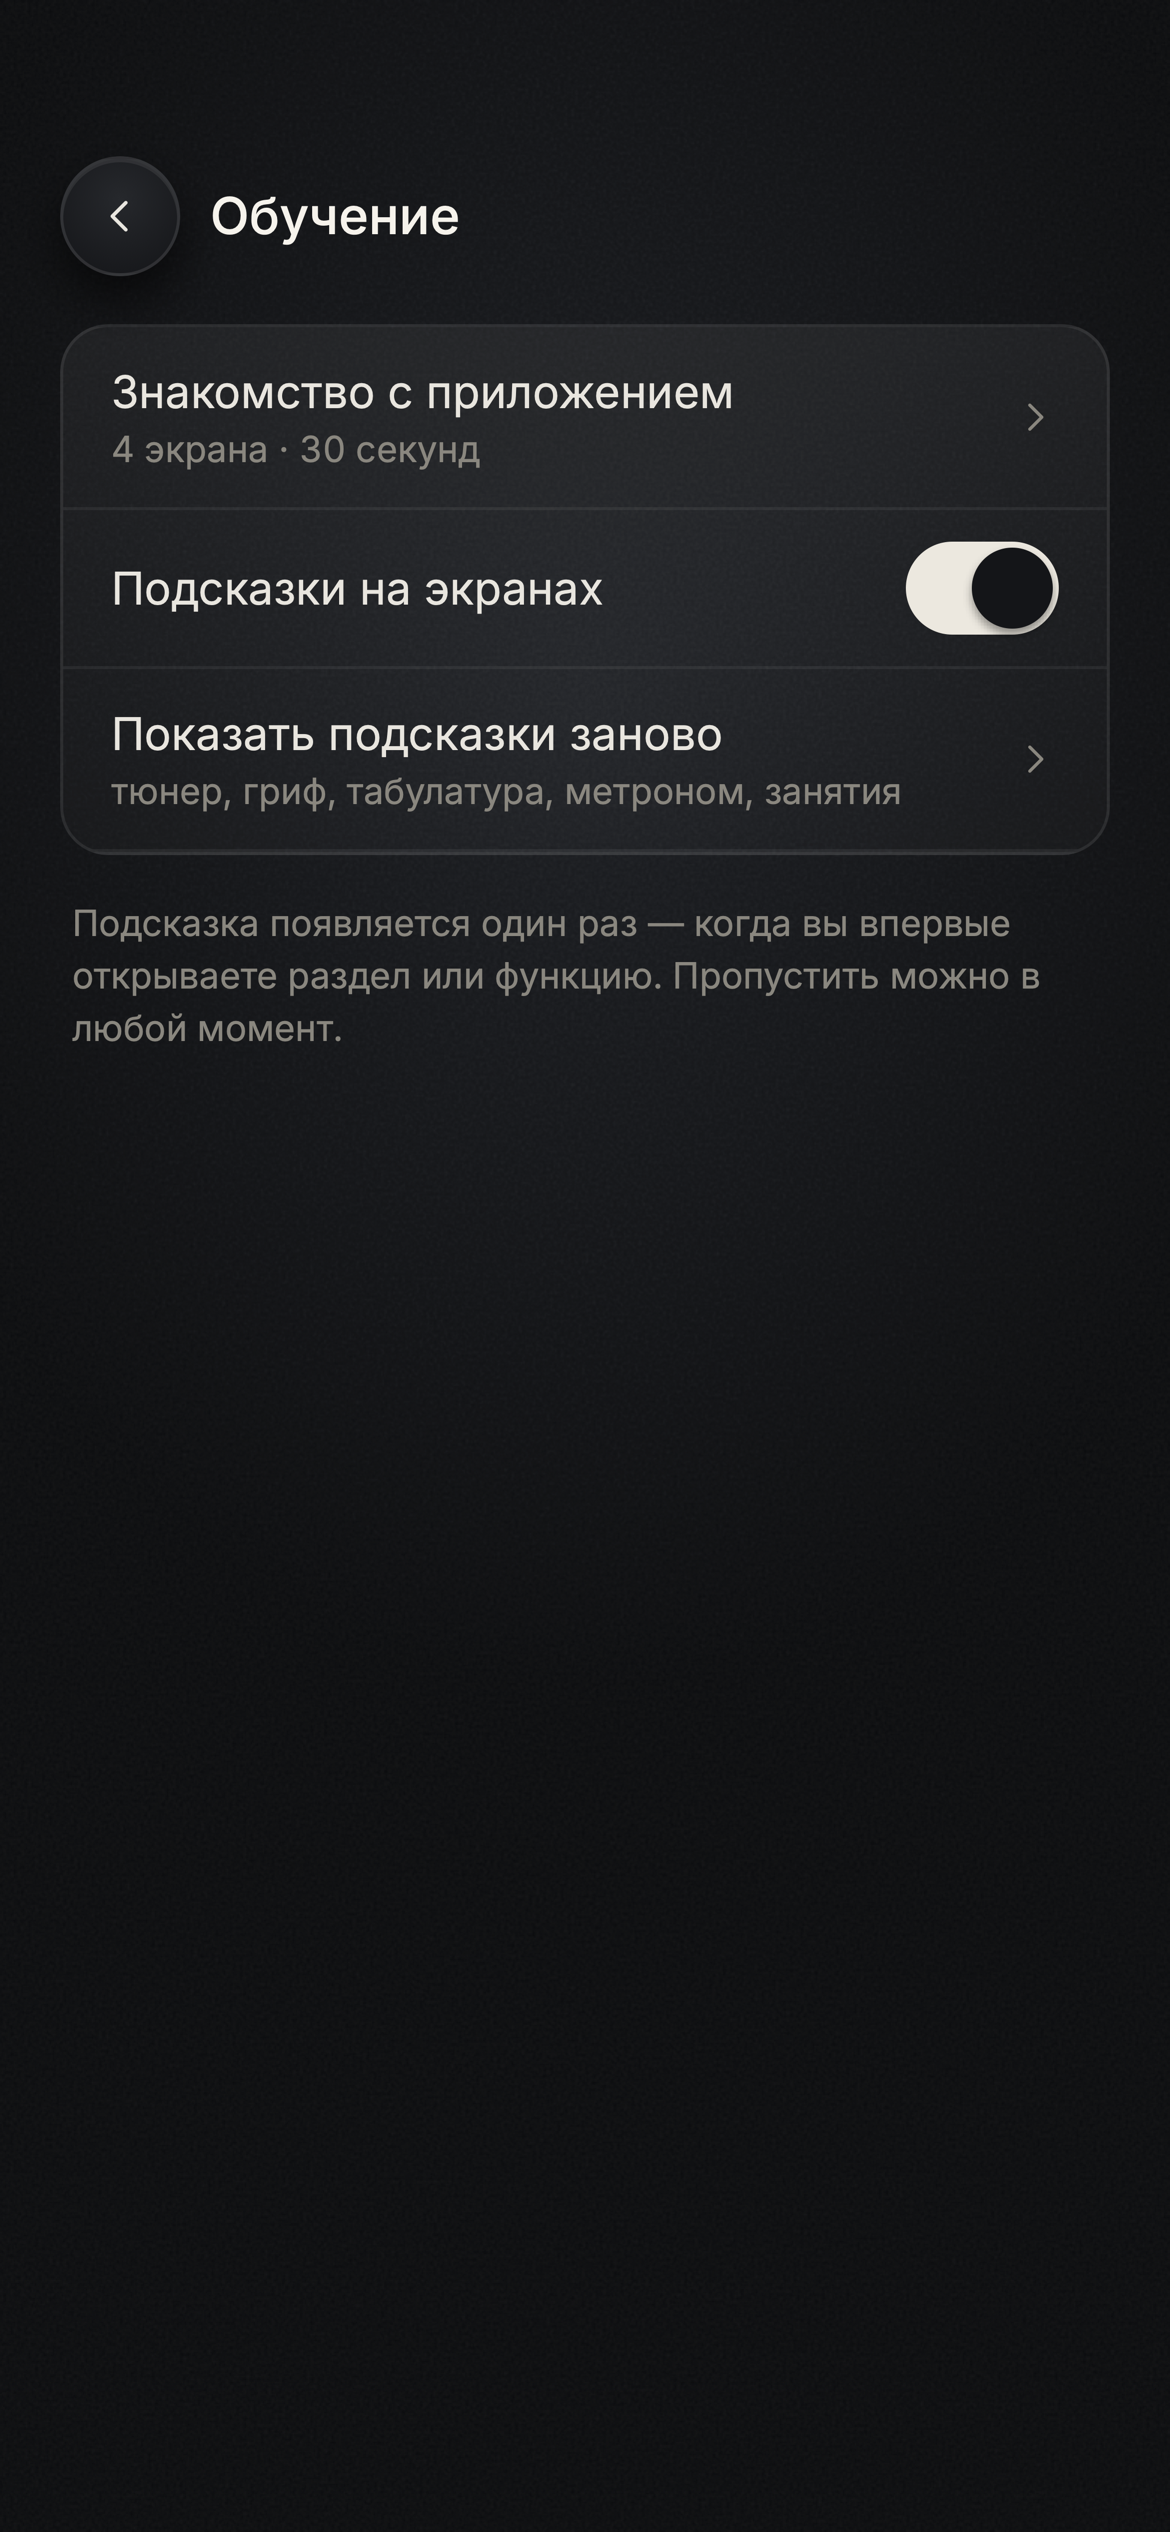 Обучение
Знакомство с приложением
4 экрана · 30 секунд
Подсказки на экранах
Показать подсказки заново
тюнер, гриф, табулатура, метроном, занятия
Подсказка появляется один раз — когда вы впервые
открываете раздел или функцию. Пропустить можно в
любой момент.